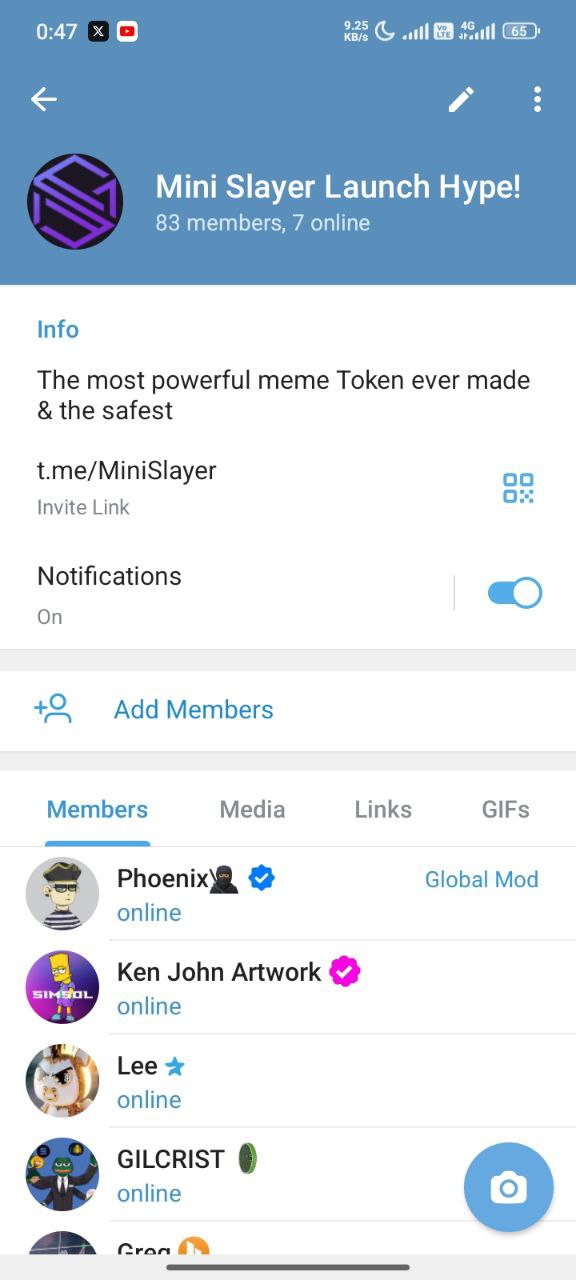 0:47
9.25
KB/s
Vo
LTE
4G
65
Mini Slayer Launch Hype!
83 members, 7 online
Info
The most powerful meme Token ever made
& the safest
t.me/MiniSlayer
Invite Link
Notifications
On
Add Members
Members Media Links GIFs
Phoenix Global Mod
online
Ken John Artwork
SIMSOL
online
Lee
online
GILCRIST
online
Greg